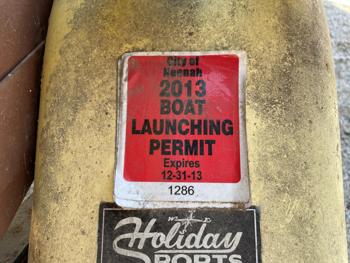 City of
Neenah
2013
BOAT
LAUNCHING
PERMIT
Expires
12-31-13
1286
W E
Holiday
SPORTS